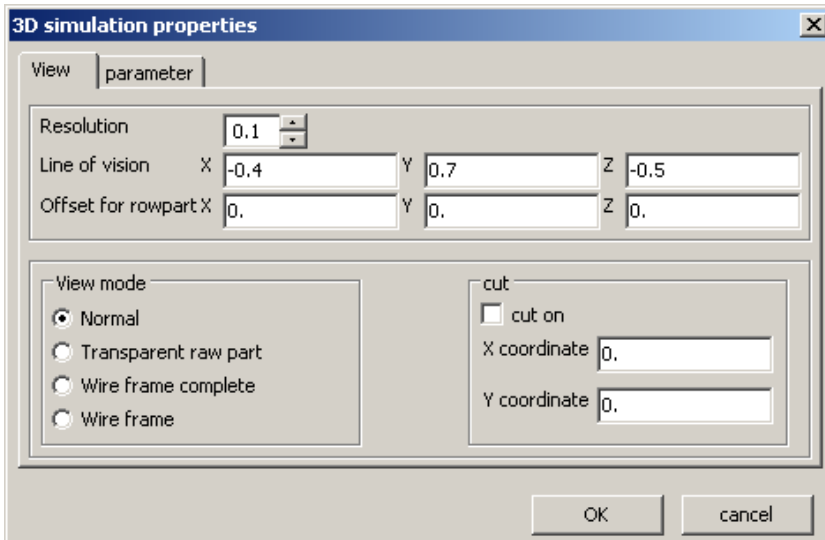 3D simulation properties
View parameter
Resolution 0.1
Line of vision X -0.4 Y 0.7 Z -0.5
Offset for rowpart X 0. Y 0. Z 0.
View mode
Normal
Transparent raw part
Wire frame complete
Wire frame
cut
cut on
X coordinate 0.
Y coordinate 0.
OK cancel